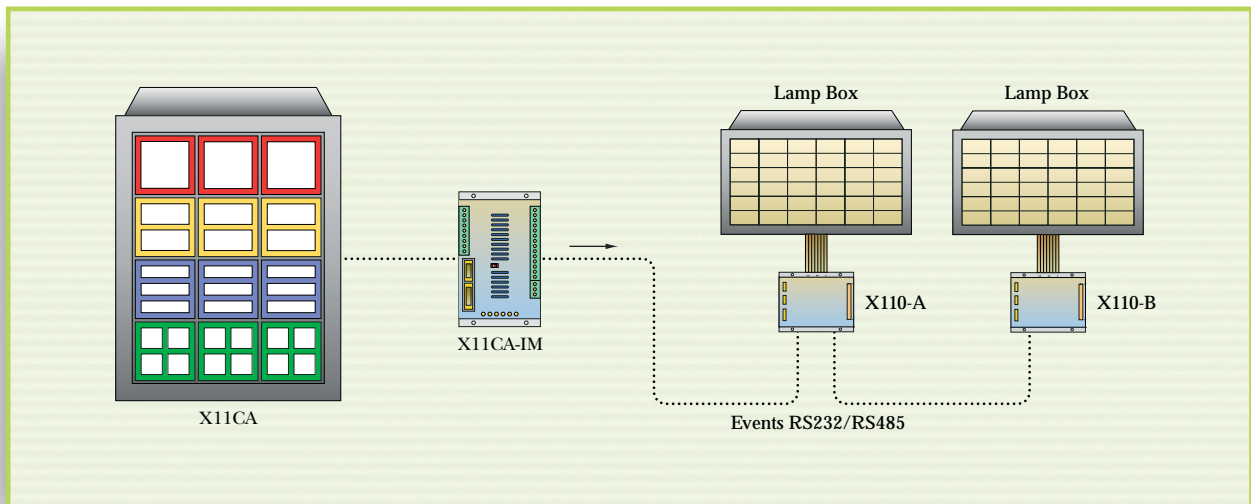 Lamp Box
Lamp Box
X110-A
X110-B
X11CA-IM
X11CA
Events RS232/RS485